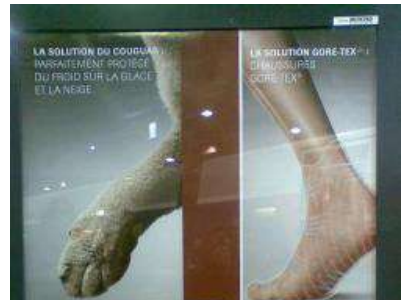 LA SOLUTION DU COUGUAR
PARFAITEMENT PROTÉGÉ
DU FROID SUR LA GLACE
ET LA NEIGE
LA SOLUTION GORE-TEX
CHAUSSURES
GORE-TEX®